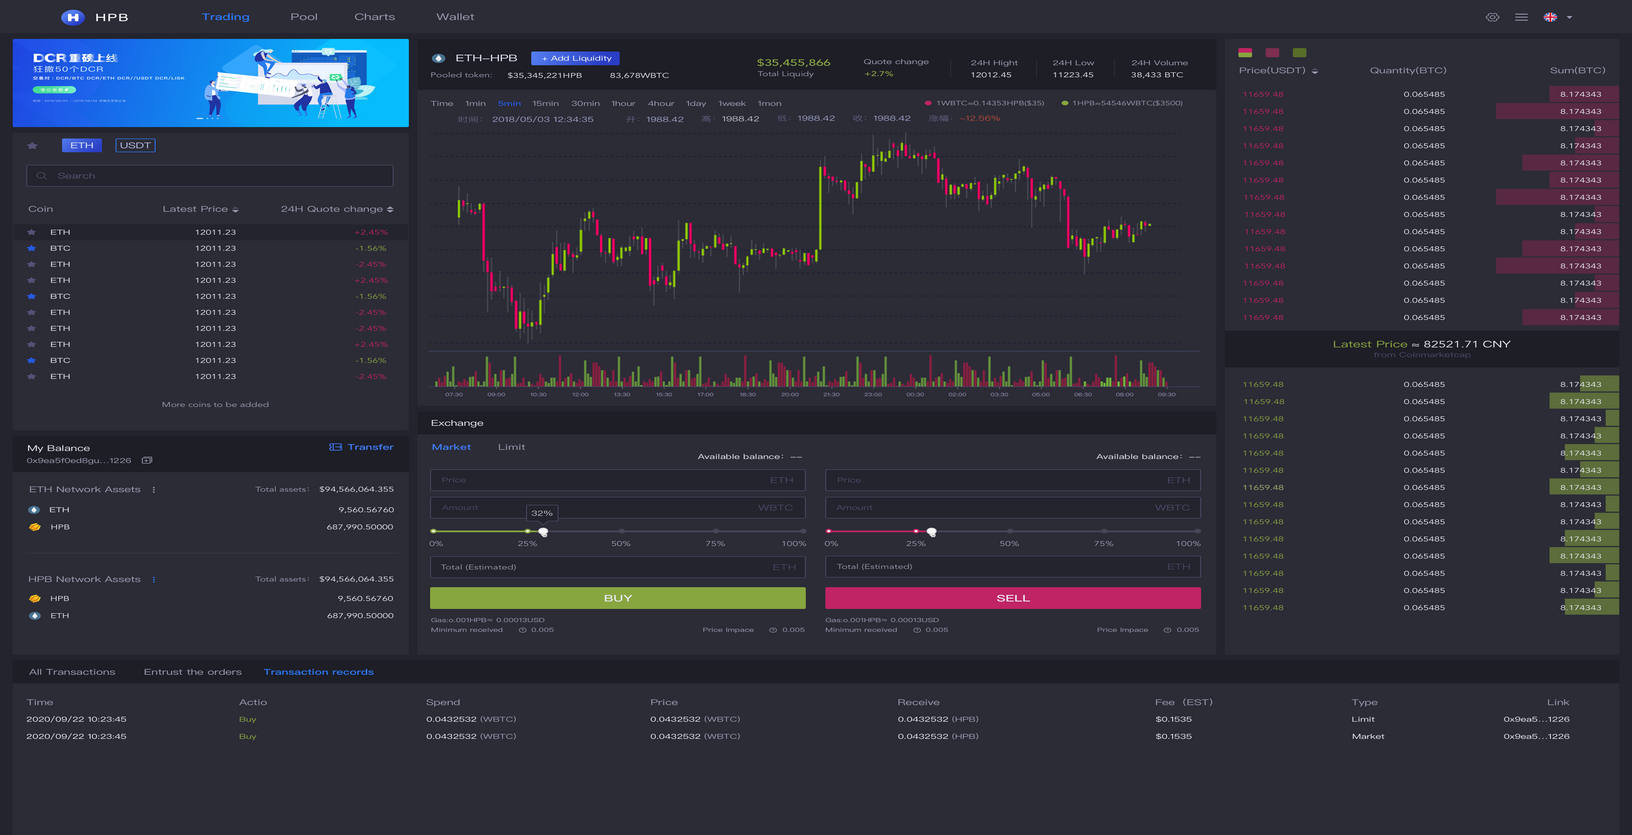 HPB Trading Pool Charts Wallet
DCR 重磅上线
狂撒50个DCR
交易对：DCR/BTC DCR/ETH DCR//USDT DCR/LISK
ETH USDT
Search
Coin Latest Price 24H Quote change
ETH 12011.23 +2.45%
BTC 12011.23 -1.56%
ETH 12011.23 -2.45%
ETH 12011.23 +2.45%
BTC 12011.23 -1.56%
ETH 12011.23 -2.45%
ETH 12011.23 -2.45%
ETH 12011.23 +2.45%
BTC 12011.23 -1.56%
ETH 12011.23 -2.45%
More coins to be added
My Balance Transfer
0x9ea5f0ed8gu...1226
ETH Network Assets Total assets: $94,566,064.355
ETH 9,560.56760
HPB 687,990.50000
HPB Network Assets Total assets: $94,566,064.355
HPB 9,560.56760
ETH 687,990.50000
ETH-HPB + Add Liquidity
Pooled token: $35,345,221HPB 83,678WBTC
$35,455,866
Total Liquidy
Quote change
+2.7%
24H Hight
12012.45
24H Low
11223.45
24H Volume
38,433 BTC
Time 1min 5min 15min 30min 1hour 4hour 1day 1week 1mon
1WBTC=0.14353HPB($35) 1HPB=54546WBTC($3500)
时间: 2018/05/03 12:34:35 开: 1988.42 高: 1988.42 低: 1988.42 收: 1988.42 涨幅: -12.56%
07:30 09:00 10:30 12:00 13:30 15:30 17:00 18:30 20:00 21:30 23:00 00:30 02:00 03:30 05:00 06:30 08:00 09:30
Exchange
Market Limit
Available balance: --
Price ETH
Amount WBTC
32%
0% 25% 50% 75% 100%
Total (Estimated) ETH
BUY
Gas:o.001HPB≈ 0.00013USD
Minimum received 0.005 Price Impace 0.005
Available balance: --
Price ETH
Amount WBTC
0% 25% 50% 75% 100%
Total (Estimated) ETH
SELL
Gas:o.001HPB≈ 0.00013USD
Minimum received 0.005 Price Impace 0.005
Price(USDT) Quantity(BTC) Sum(BTC)
11659.48 0.065485 8.174343
11659.48 0.065485 8.174343
11659.48 0.065485 8.174343
11659.48 0.065485 8.174343
11659.48 0.065485 8.174343
11659.48 0.065485 8.174343
11659.48 0.065485 8.174343
11659.48 0.065485 8.174343
11659.48 0.065485 8.174343
11659.48 0.065485 8.174343
11659.48 0.065485 8.174343
11659.48 0.065485 8.174343
11659.48 0.065485 8.174343
11659.48 0.065485 8.174343
Latest Price ≈ 82521.71 CNY
from Coinmarketcap
11659.48 0.065485 8.174343
11659.48 0.065485 8.174343
11659.48 0.065485 8.174343
11659.48 0.065485 8.174343
11659.48 0.065485 8.174343
11659.48 0.065485 8.174343
11659.48 0.065485 8.174343
11659.48 0.065485 8.174343
11659.48 0.065485 8.174343
11659.48 0.065485 8.174343
11659.48 0.065485 8.174343
11659.48 0.065485 8.174343
11659.48 0.065485 8.174343
11659.48 0.065485 8.174343
All Transactions Entrust the orders Transaction records
Time Actio Spend Price Receive Fee（EST） Type Link
2020/09/22 10:23:45 Buy 0.0432532 (WBTC) 0.0432532 (WBTC) 0.0432532 (HPB) $0.1535 Limit 0x9ea5...1226
2020/09/22 10:23:45 Buy 0.0432532 (WBTC) 0.0432532 (WBTC) 0.0432532 (HPB) $0.1535 Market 0x9ea5...1226